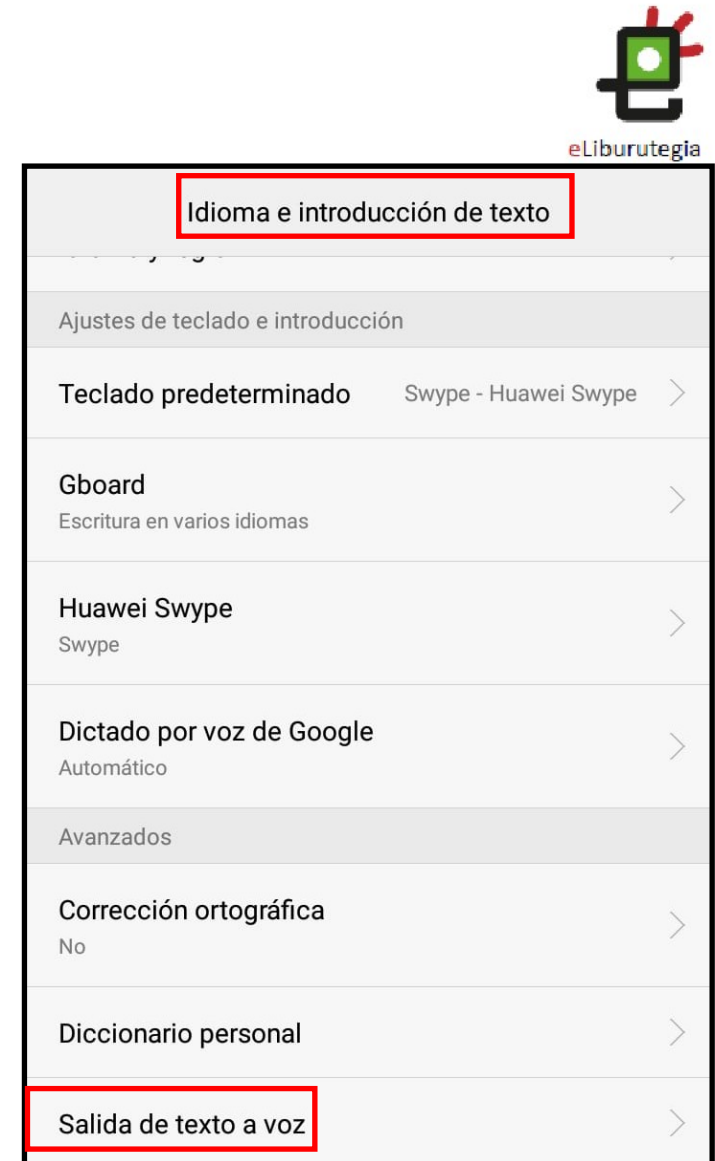 eLiburutegia
Idioma e introducción de texto
Ajustes de teclado e introducción
Teclado predeterminado Swype - Huawei Swype
Gboard
Escritura en varios idiomas
Huawei Swype
Swype
Dictado por voz de Google
Automático
Avanzados
Corrección ortográfica
No
Diccionario personal
Salida de texto a voz